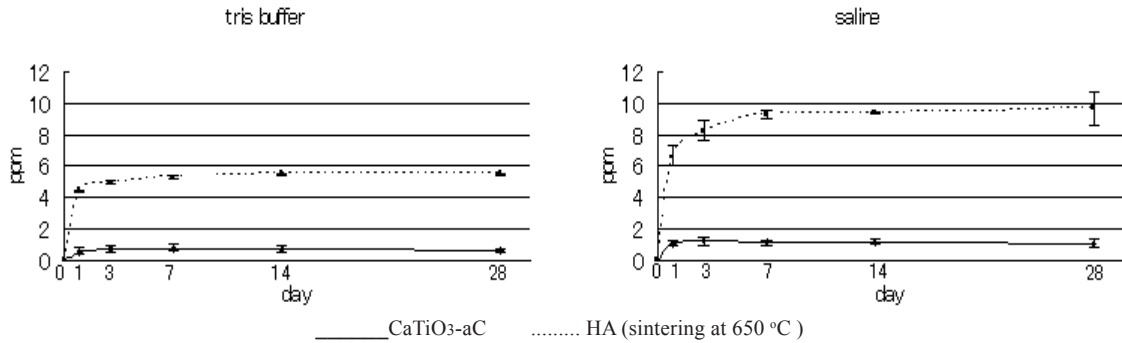 tris buffer
12
10
8
6
4
2
0
ppm
0 1 3 7 14 28
day
saline
12
10
8
6
4
2
0
ppm
0 1 3 7 14 28
day
______CaTiO3-aC ......... HA (sintering at 650 °C )